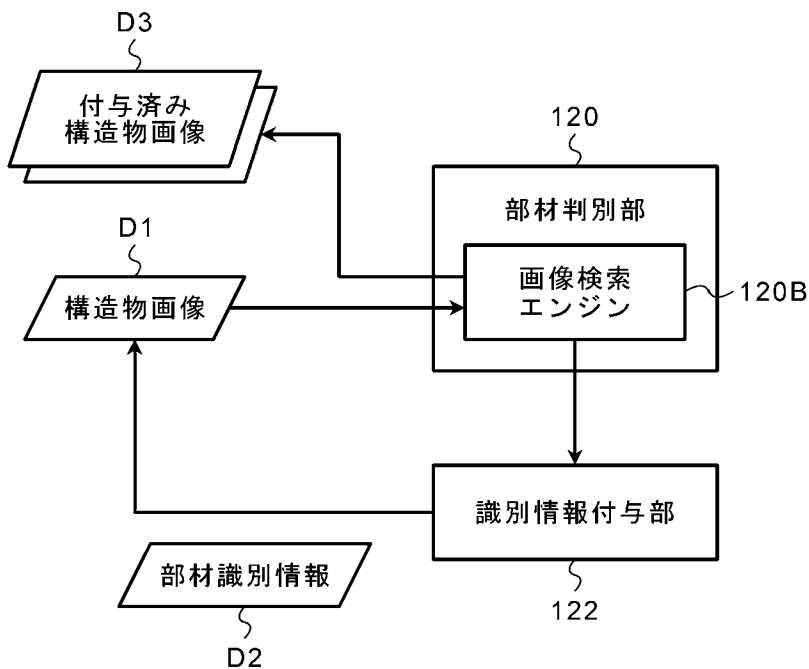 D3
付与済み
構造物画像
120
部材判別部
D1
構造物画像
画像検索
エンジン
120B
識別情報付与部
部材識別情報
122
D2